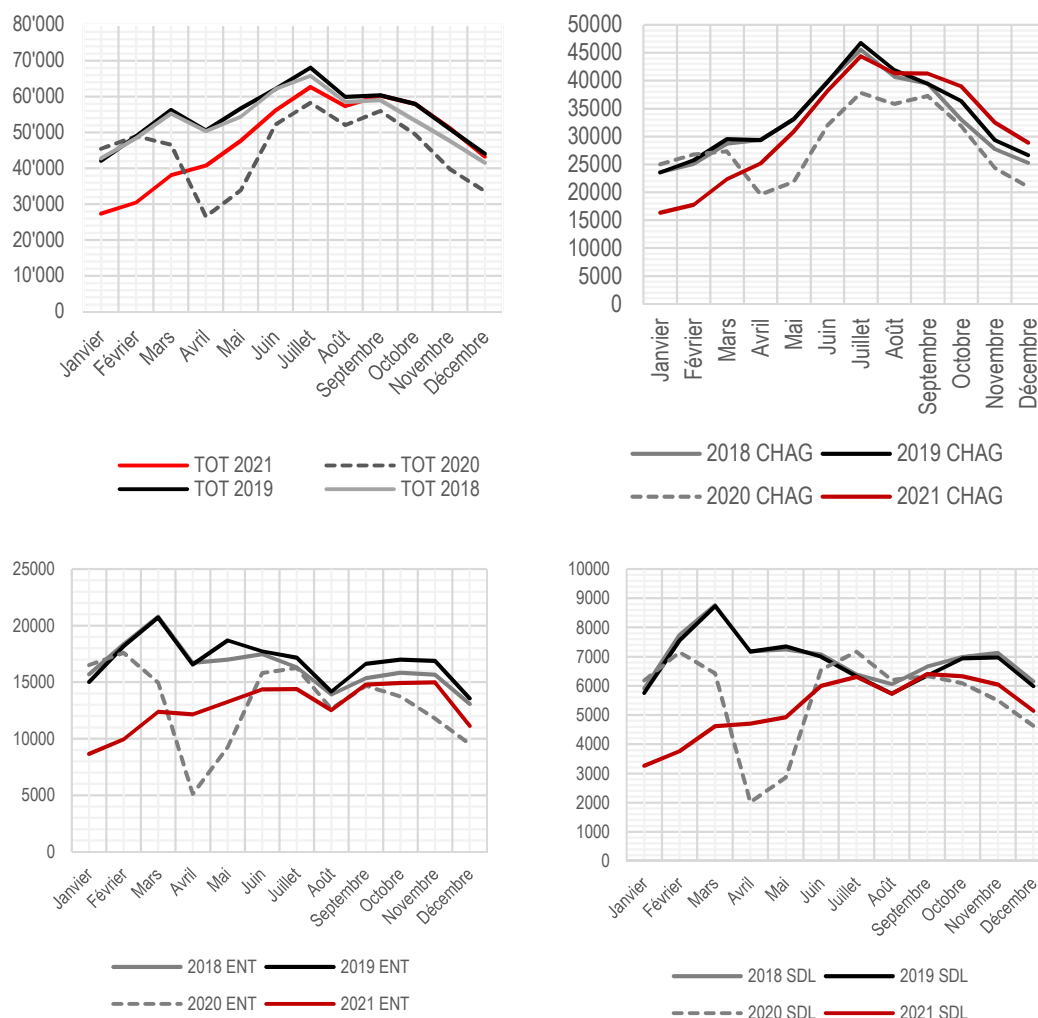 80'000
70'000
60'000
50'000
40'000
30'000
20'000
10'000
0
Janvier
Février
Mars
Avril
Mai
Juin
Juillet
Août
Septembre
Octobre
Novembre
Décembre
TOT 2021
TOT 2020
TOT 2019
TOT 2018
50000
45000
40000
35000
30000
25000
20000
15000
10000
5000
0
Janvier
Février
Mars
Avril
Mai
Juin
Juillet
Août
Septembre
Octobre
Novembre
Décembre
2018 CHAG
2019 CHAG
2020 CHAG
2021 CHAG
25000
20000
15000
10000
5000
0
Janvier
Février
Mars
Avril
Mai
Juin
Juillet
Août
Septembre
Octobre
Novembre
Décembre
2018 ENT
2019 ENT
2020 ENT
2021 ENT
10000
9000
8000
7000
6000
5000
4000
3000
2000
1000
0
Janvier
Février
Mars
Avril
Mai
Juin
Juillet
Août
Septembre
Octobre
Novembre
Décembre
2018 SDL
2019 SDL
2020 SDL
2021 SDL